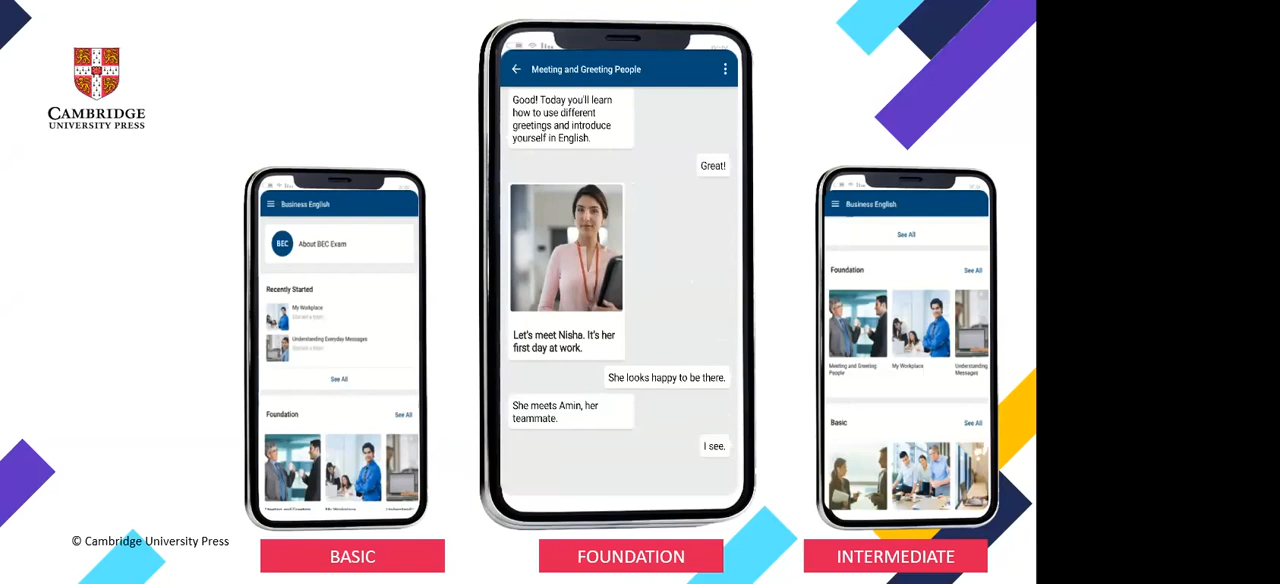 CAMBRIDGE
UNIVERSITY PRESS
Business English
BEC
About BEC Exam
Recently Started
My Workplace
Understanding Everyday Messages
See All
Foundation
See All
Meeting and Greeting People
Good! Today you'll learn
how to use different
greetings and introduce
yourself in English.
Great!
Let's meet Nisha. It's her
first day at work.
She looks happy to be there.
She meets Amin, her
teammate.
I see.
Business English
See All
Foundation
See All
Meeting and Greeting
People
My Workplace
Understanding
Messages
Basic
See All
© Cambridge University Press
BASIC
FOUNDATION
INTERMEDIATE